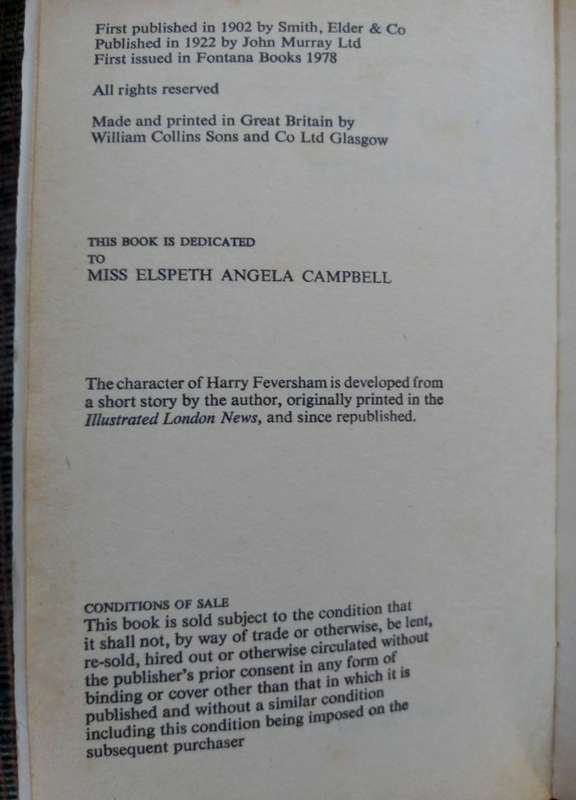 First published in 1902 by Smith, Elder & Co
Published in 1922 by John Murray Ltd
First issued in Fontana Books 1978
All rights reserved
Made and printed in Great Britain by
William Collins Sons and Co Ltd Glasgow
THIS BOOK IS DEDICATED
TO
MISS ELSPETH ANGELA CAMPBELL
The character of Harry Feversham is developed from
a short story by the author, originally printed in the
Illustrated London News, and since republished.
CONDITIONS OF SALE
This book is sold subject to the condition that
it shall not, by way of trade or otherwise, be lent,
re-sold, hired out or otherwise circulated without
the publisher's prior consent in any form of
binding or cover other than that in which it is
published and without a similar condition
including this condition being imposed on the
subsequent purchaser